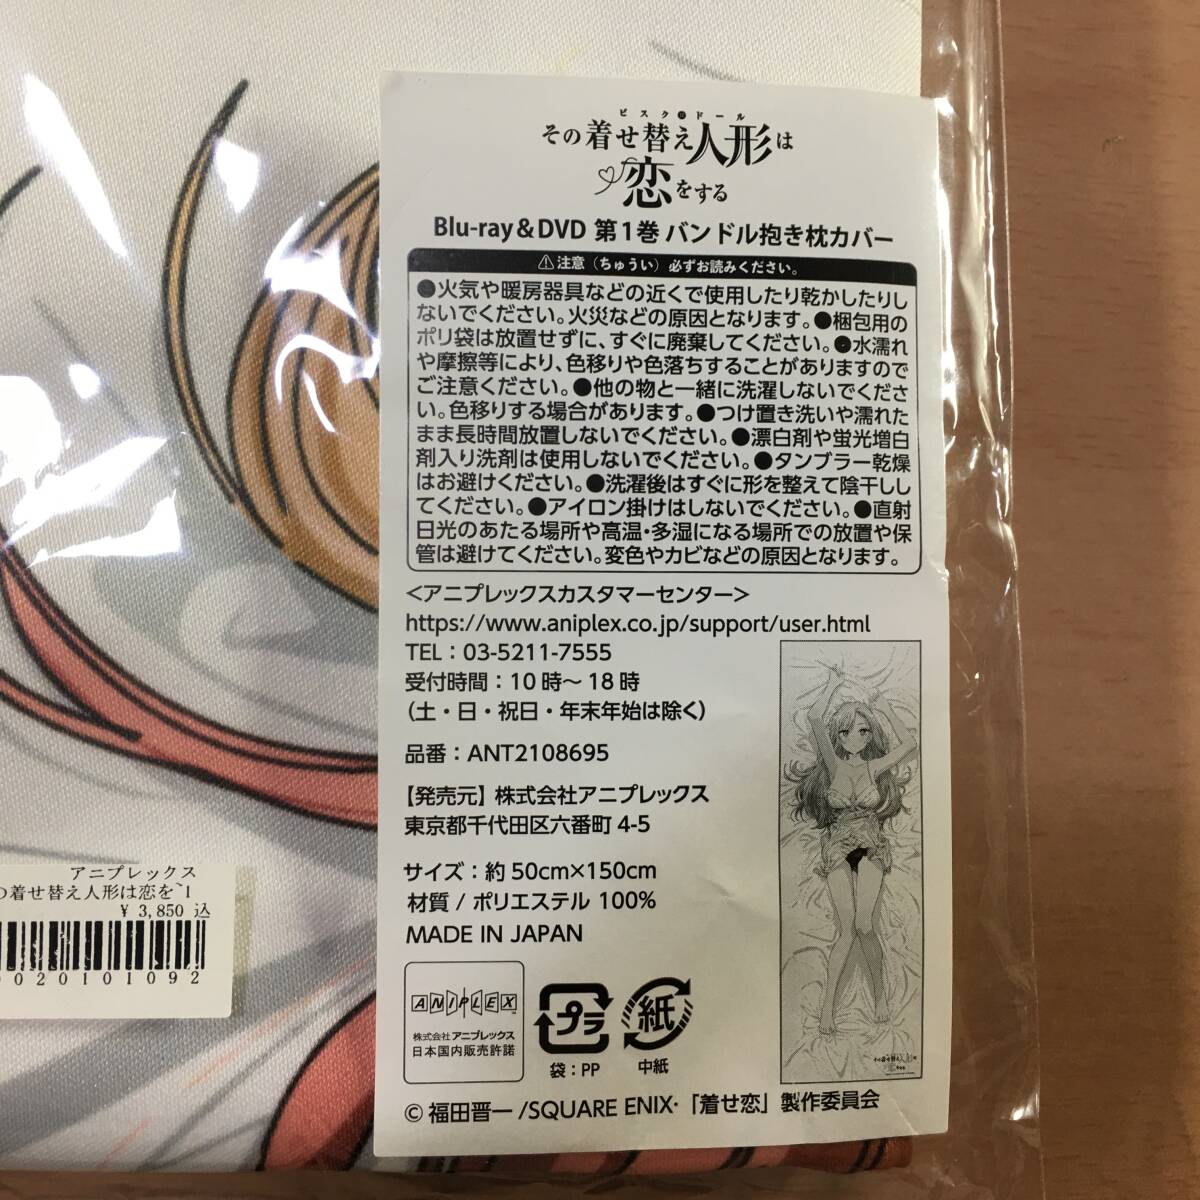 ビスク・ドール
その着せ替え人形は
恋をする
Blu-ray＆DVD 第1巻 バンドル抱き枕カバー
⚠注意（ちゅうい）必ずお読みください。
●火気や暖房器具などの近くで使用したり乾かしたりし
ないでください。火災などの原因となります。●梱包用の
ポリ袋は放置せずに、すぐに廃棄してください。●水濡れ
や摩擦等により、色移りや色落ちすることがありますので
ご注意ください。●他の物と一緒に洗濯しないでくださ
い。色移りする場合があります。●つけ置き洗いや濡れた
まま長時間放置しないでください。●漂白剤や蛍光増白
剤入り洗剤は使用しないでください。●タンブラー乾燥
はお避けください。●洗濯後はすぐに形を整えて陰干しし
てください。●アイロン掛けはしないでください。●直射
日光のあたる場所や高温・多湿になる場所での放置や保
管は避けてください。変色やカビなどの原因となります。
＜アニプレックスカスタマーセンター＞
https://www.aniplex.co.jp/support/user.html
TEL：03-5211-7555
受付時間：10時～18時
（土・日・祝日・年末年始は除く）
品番：ANT2108695
【発売元】株式会社アニプレックス
東京都千代田区六番町 4-5
サイズ：約 50cm×150cm
材質 / ポリエステル 100%
MADE IN JAPAN
ANIPLEX
株式会社アニプレックス
日本国内販売許諾
プラ
袋：PP
紙
中紙
その着せ替え人形は
恋をする
© 福田晋一 /SQUARE ENIX・「着せ恋」製作委員会
アニプレックス
の着せ替え人形は恋を~1
¥ 3,850 込
0020101092